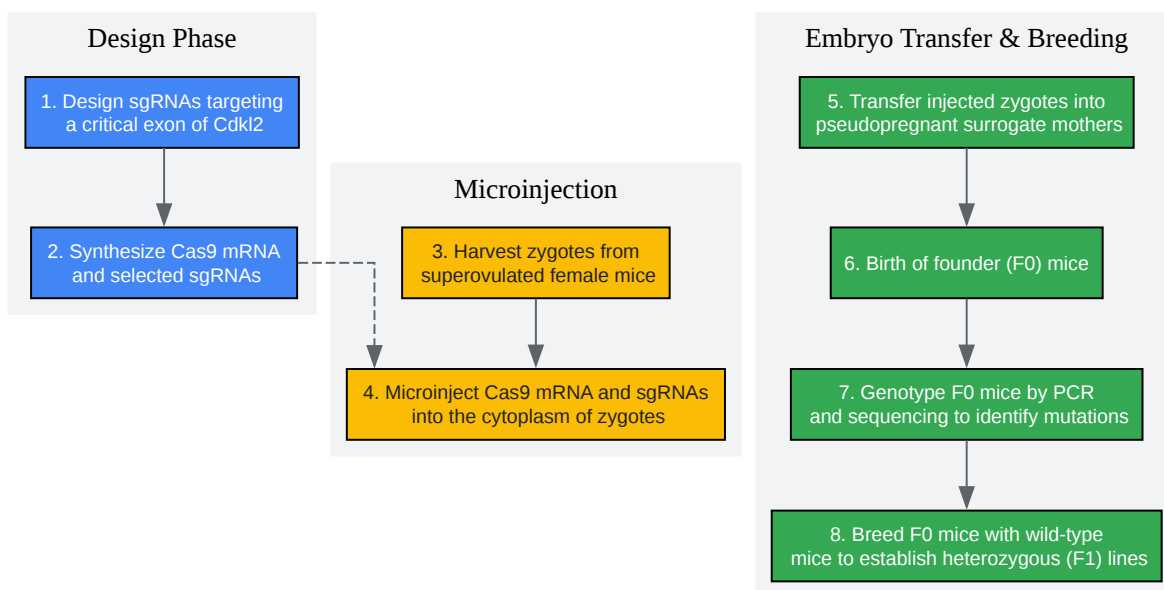 Design Phase
1. Design sgRNAs targeting
a critical exon of Cdkl2
2. Synthesize Cas9 mRNA
and selected sgRNAs
Microinjection
3. Harvest zygotes from
superovulated female mice
4. Microinject Cas9 mRNA and sgRNAs
into the cytoplasm of zygotes
Embryo Transfer & Breeding
5. Transfer injected zygotes into
pseudopregnant surrogate mothers
6. Birth of founder (F0) mice
7. Genotype F0 mice by PCR
and sequencing to identify mutations
8. Breed F0 mice with wild-type
mice to establish heterozygous (F1) lines